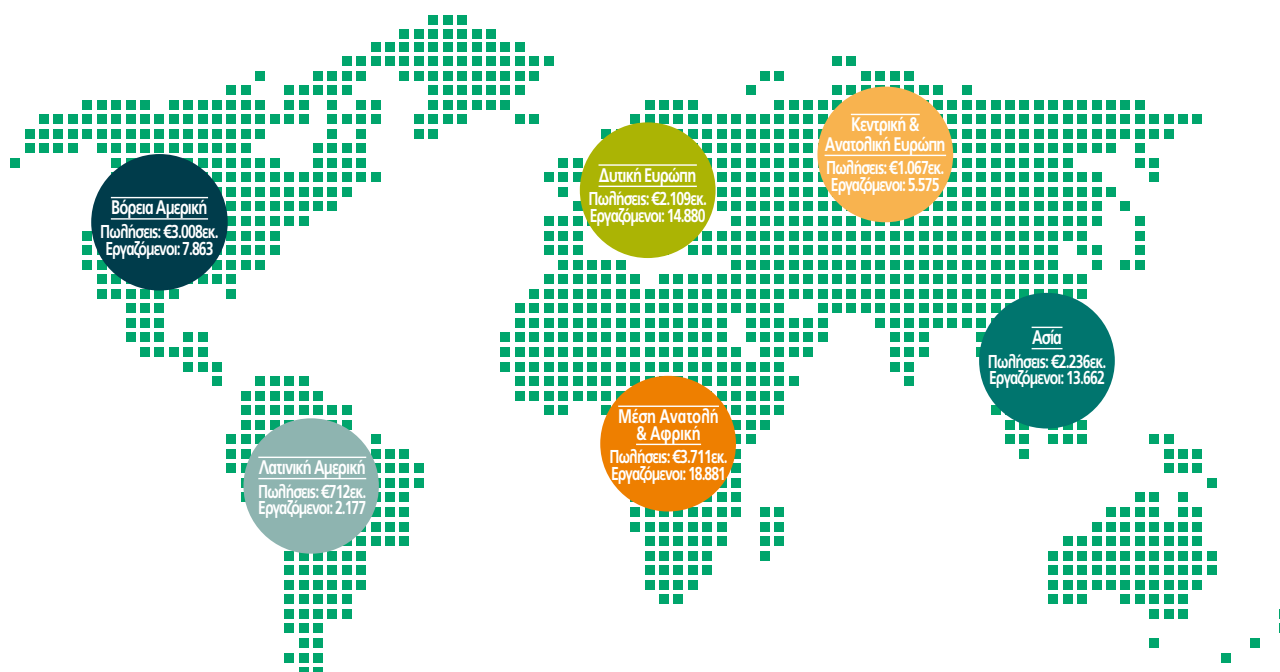 Βόρεια Αμερική
Πωλήσεις: €3.008εκ.
Εργαζόμενοι: 7.863
Δυτική Ευρώπη
Πωλήσεις: €2.109εκ.
Εργαζόμενοι: 14.880
Κεντρική &
Ανατολική Ευρώπη
Πωλήσεις: €1.067εκ.
Εργαζόμενοι: 5.575
Ασία
Πωλήσεις: €2.236εκ.
Εργαζόμενοι: 13.662
Μέση Ανατολή
& Αφρική
Πωλήσεις: €3.711εκ.
Εργαζόμενοι: 18.881
Λατινική Αμερική
Πωλήσεις: €712εκ.
Εργαζόμενοι: 2.177